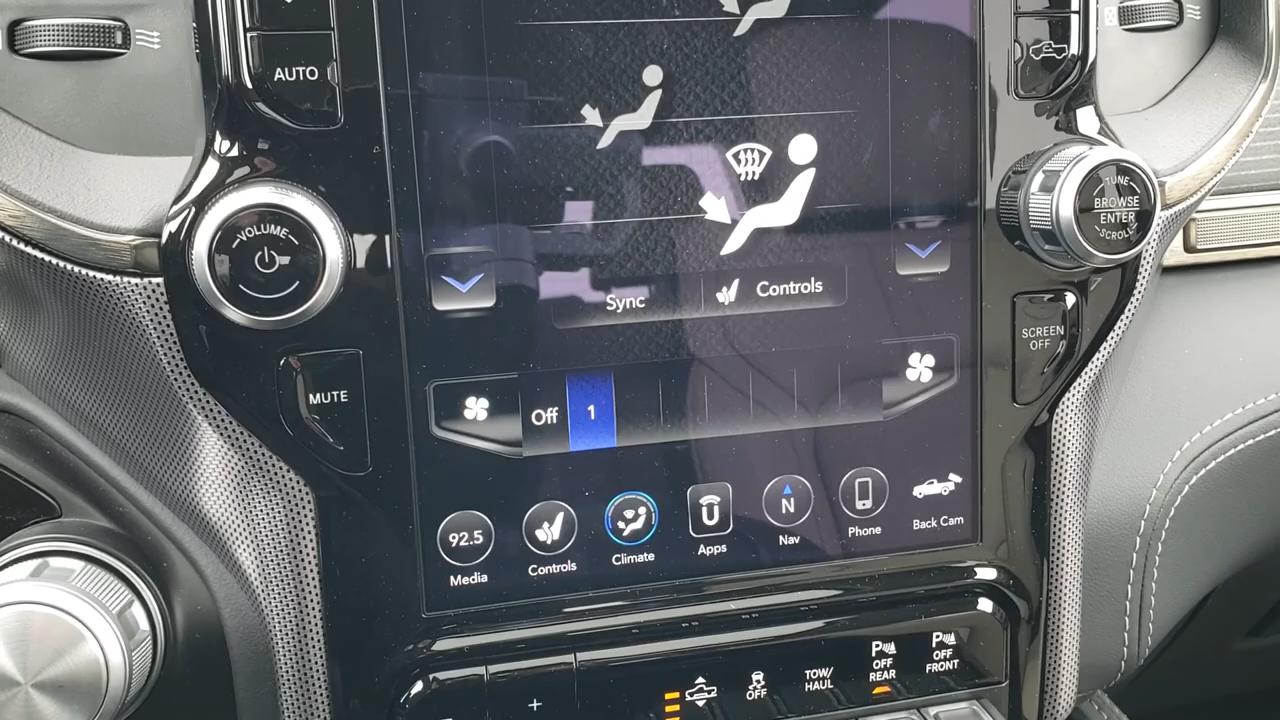 AUTO
VOLUME
TUNE
BROWSE
ENTER
SCROLL
Sync
Controls
SCREEN
OFF
MUTE
Off
1
92.5
N
Media
Controls
Climate
Apps
Nav
Phone
Back Cam
+
OFF
TOW/
HAUL
P
OFF
REAR
P
OFF
FRONT